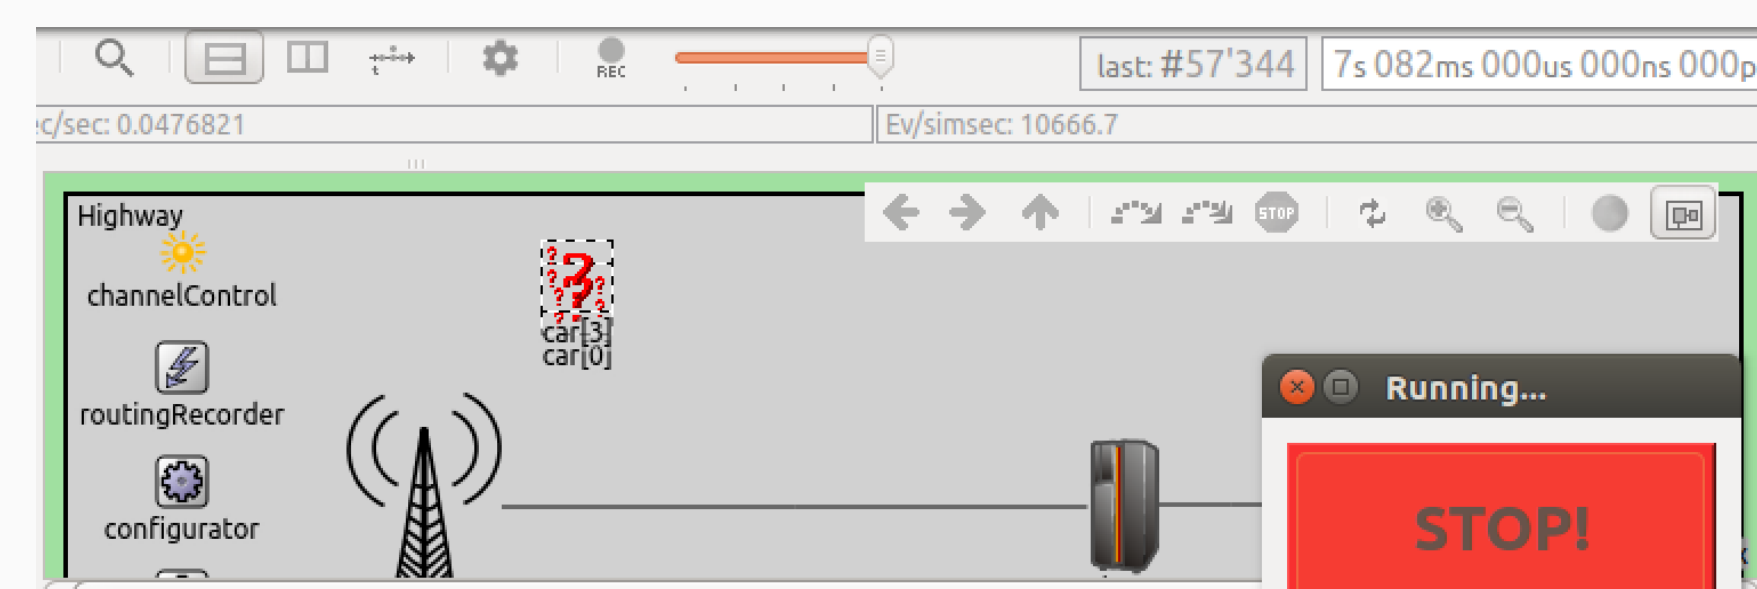 REC
last: #57'344
7s 082ms 000us 000ns 000p
ec/sec: 0.0476821
Ev/simsec: 10666.7
STOP
Highway
channelControl
car[3]
car[0]
routingRecorder
Running...
configurator
STOP!